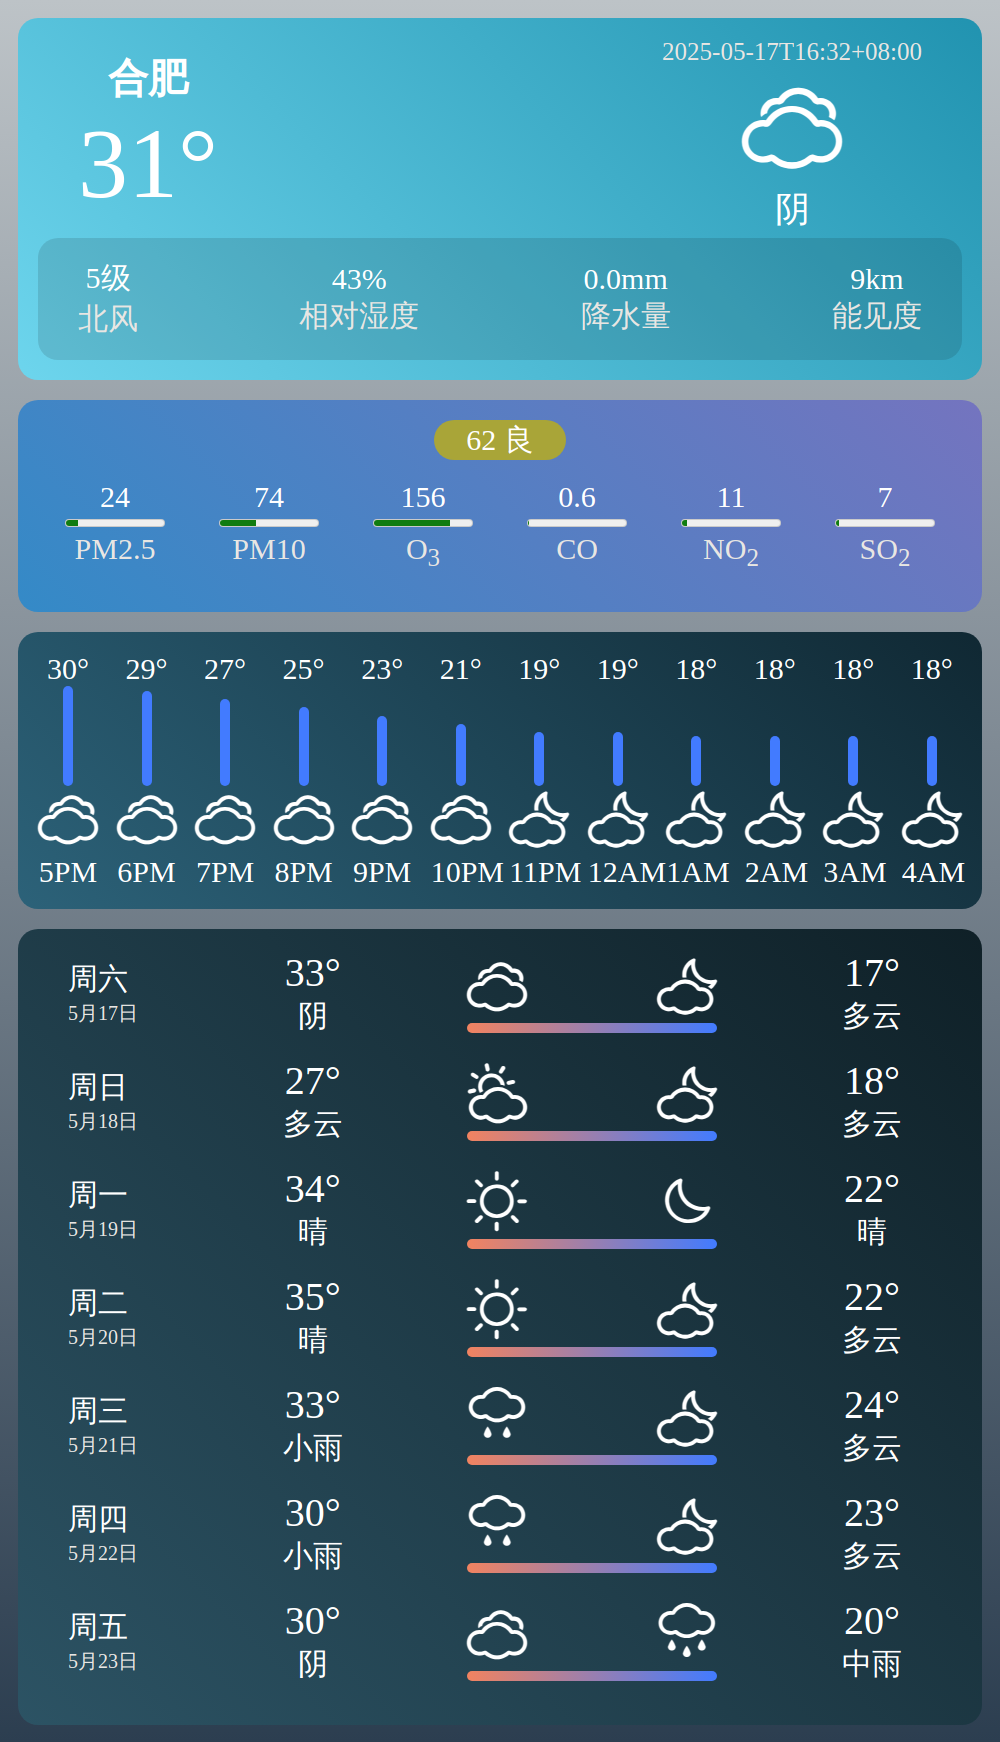 合肥
2025-05-17T16:32+08:00
31°
阴
5级 43% 0.0mm 9km
北风 相对湿度 降水量 能见度
62 良
24 74 156 0.6 11 7
PM2.5 PM10 O3 CO NO2 SO2
30° 29° 27° 25° 23° 21° 19° 19° 18° 18° 18° 18°
5PM 6PM 7PM 8PM 9PM 10PM 11PM 12AM 1AM 2AM 3AM 4AM
周六 33° 17°
5月17日 阴 多云
周日 27° 18°
5月18日 多云 多云
周一 34° 22°
5月19日 晴 晴
周二 35° 22°
5月20日 晴 多云
周三 33° 24°
5月21日 小雨 多云
周四 30° 23°
5月22日 小雨 多云
周五 30° 20°
5月23日 阴 中雨